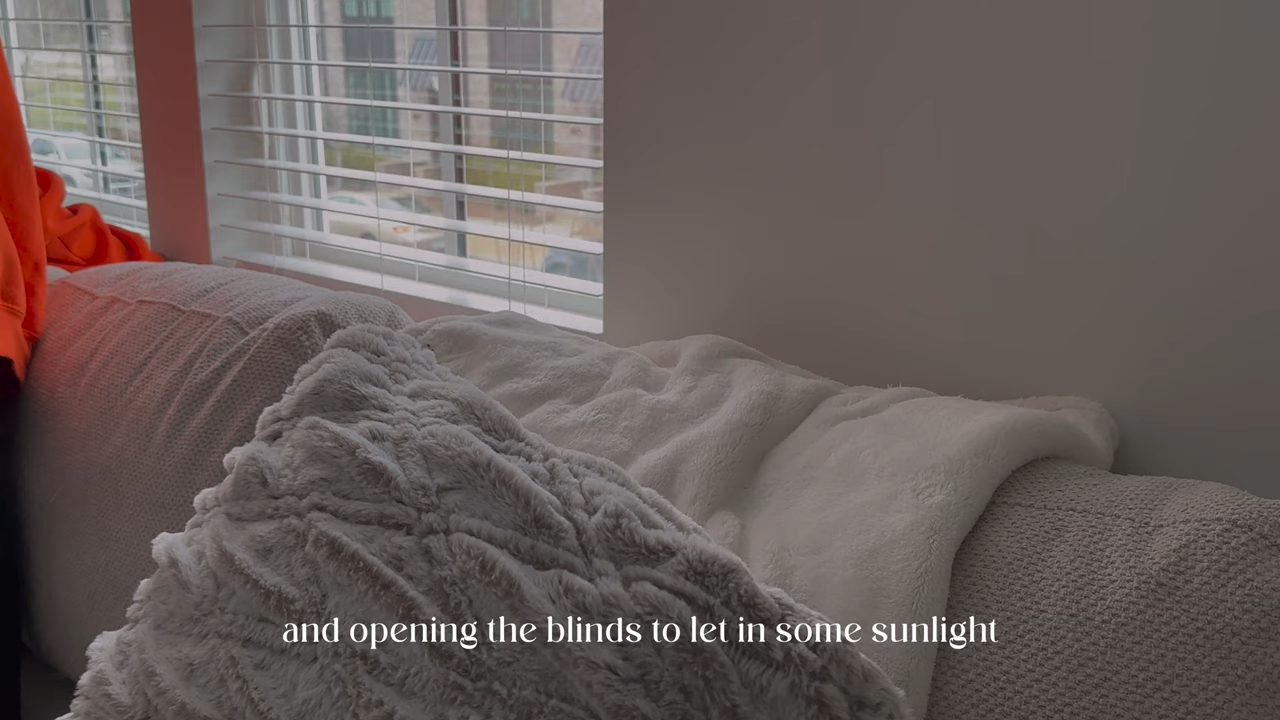 and opening the blinds to let in some sunlight